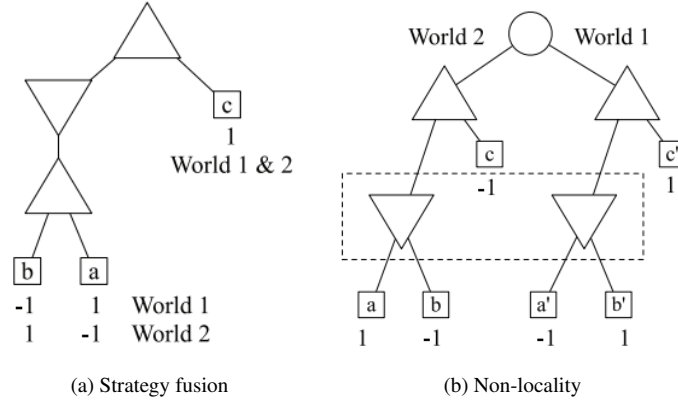 World 2
World 1
c
1
World 1 & 2
c
-1
c'
1
b
a
-1
1
World 1
1
-1
World 2
a
b
a'
b'
1
-1
-1
1
(a) Strategy fusion
(b) Non-locality